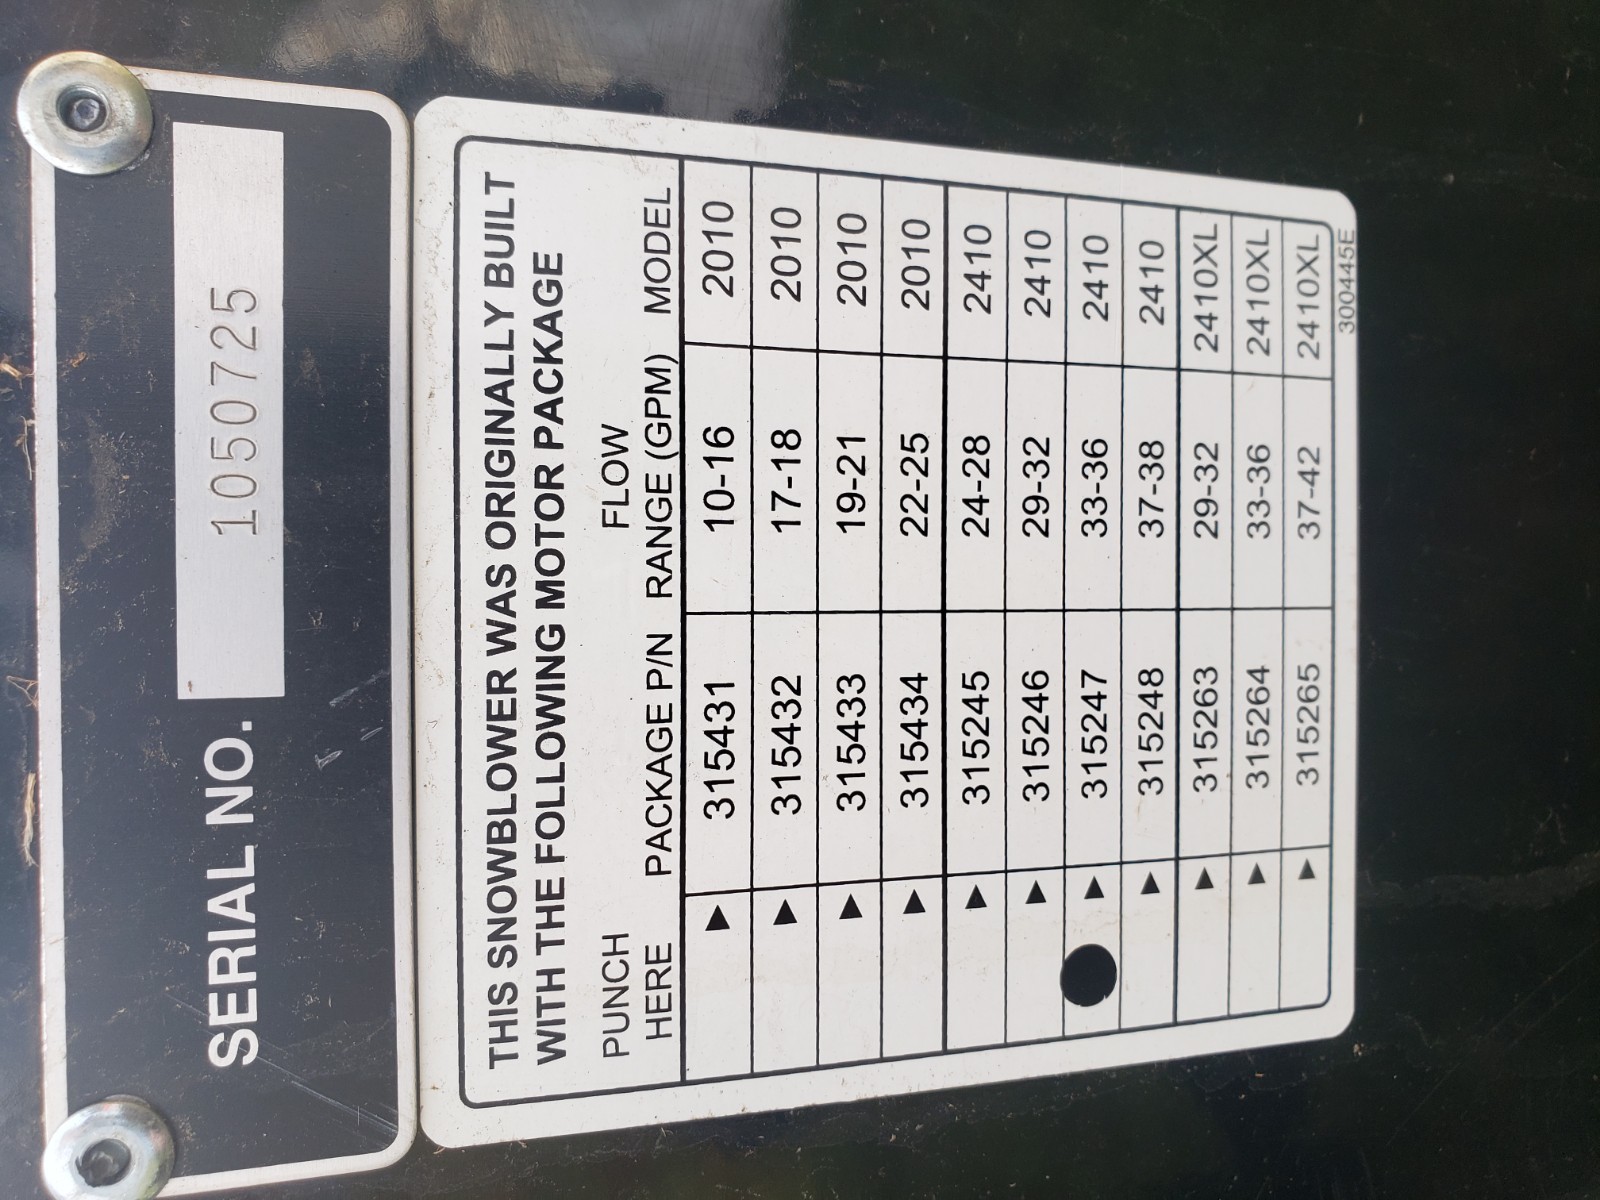 SERIAL NO. 1050725
THIS SNOWBLOWER WAS ORIGINALLY BUILT
WITH THE FOLLOWING MOTOR PACKAGE
PUNCH FLOW
HERE PACKAGE P/N RANGE (GPM) MODEL
315431 10-16 2010
315432 17-18 2010
315433 19-21 2010
315434 22-25 2010
315245 24-28 2410
315246 29-32 2410
315247 33-36 2410
315248 37-38 2410
315263 29-32 2410XL
315264 33-36 2410XL
315265 37-42 2410XL
300445E